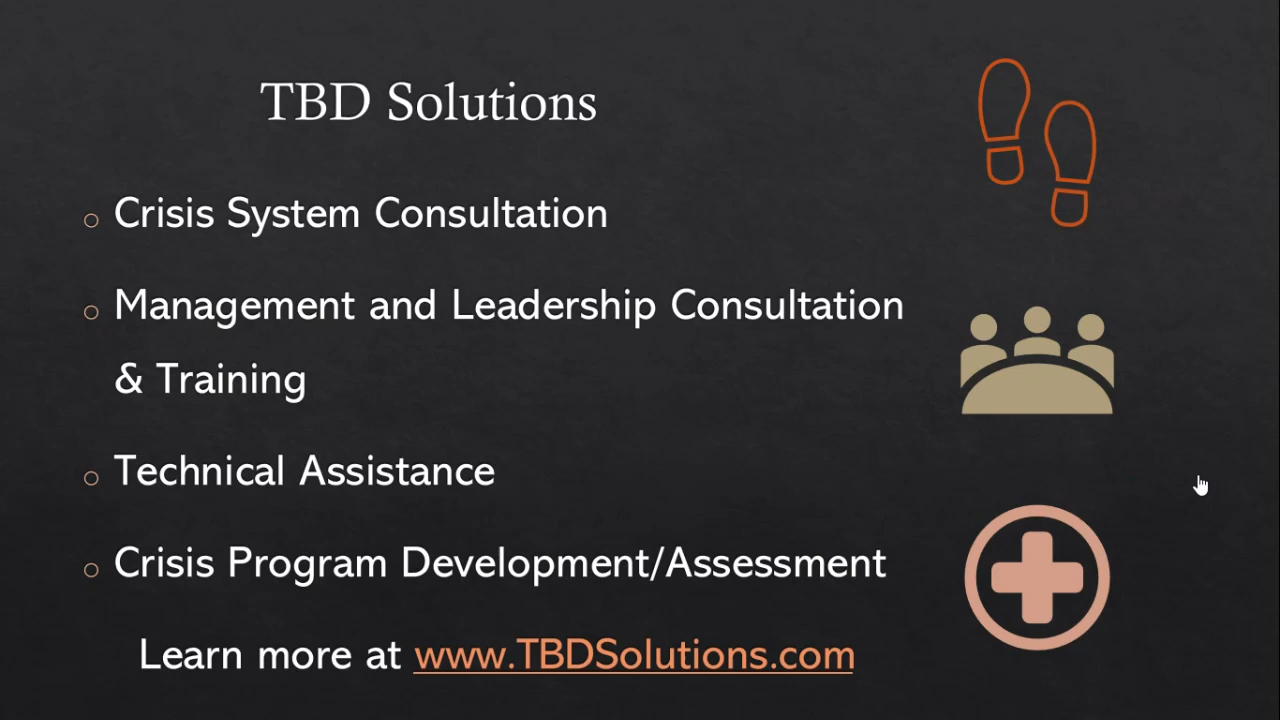 TBD Solutions
Crisis System Consultation
Management and Leadership Consultation
& Training
Technical Assistance
Crisis Program Development/Assessment
Learn more at www.TBDSolutions.com